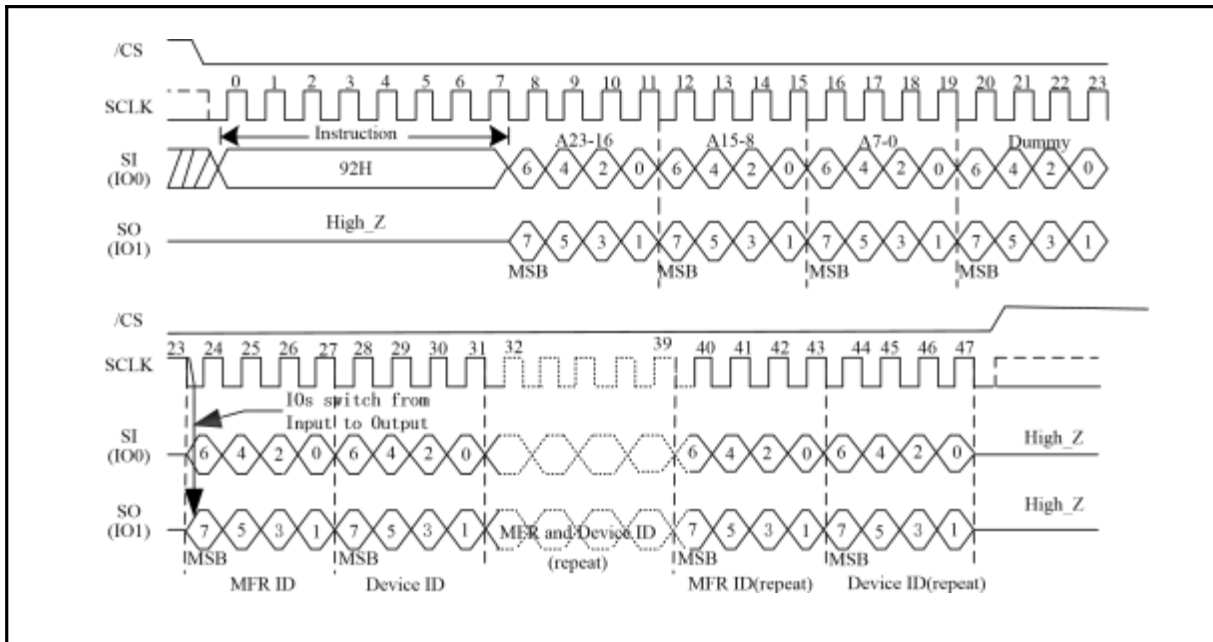 /CS
0 1 2 3 4 5 6 7 8 9 10 11 12 13 14 15 16 17 18 19 20 21 22 23
SCLK
Instruction A23-16 A15-8 A7-0 Dummy
SI
(IO0)
92H 6 4 2 0 6 4 2 0 6 4 2 0 6 4 2 0
High_Z
SO
(IO1)
7 5 3 1 7 5 3 1 7 5 3 1 7 5 3 1
MSB MSB MSB MSB
/CS
23 24 25 26 27 28 29 30 31 32 39 40 41 42 43 44 45 46 47
SCLK
IOs switch from
Input to Output
SI
(IO0)
6 4 2 0 6 4 2 0 6 4 2 0 6 4 2 0 High_Z
SO
(IO1)
7 5 3 1 7 5 3 1 MFR and Device ID 7 5 3 1 7 5 3 1 High_Z
MSB MSB (repeat) MSB MSB
MFR ID Device ID MFR ID(repeat) Device ID(repeat)